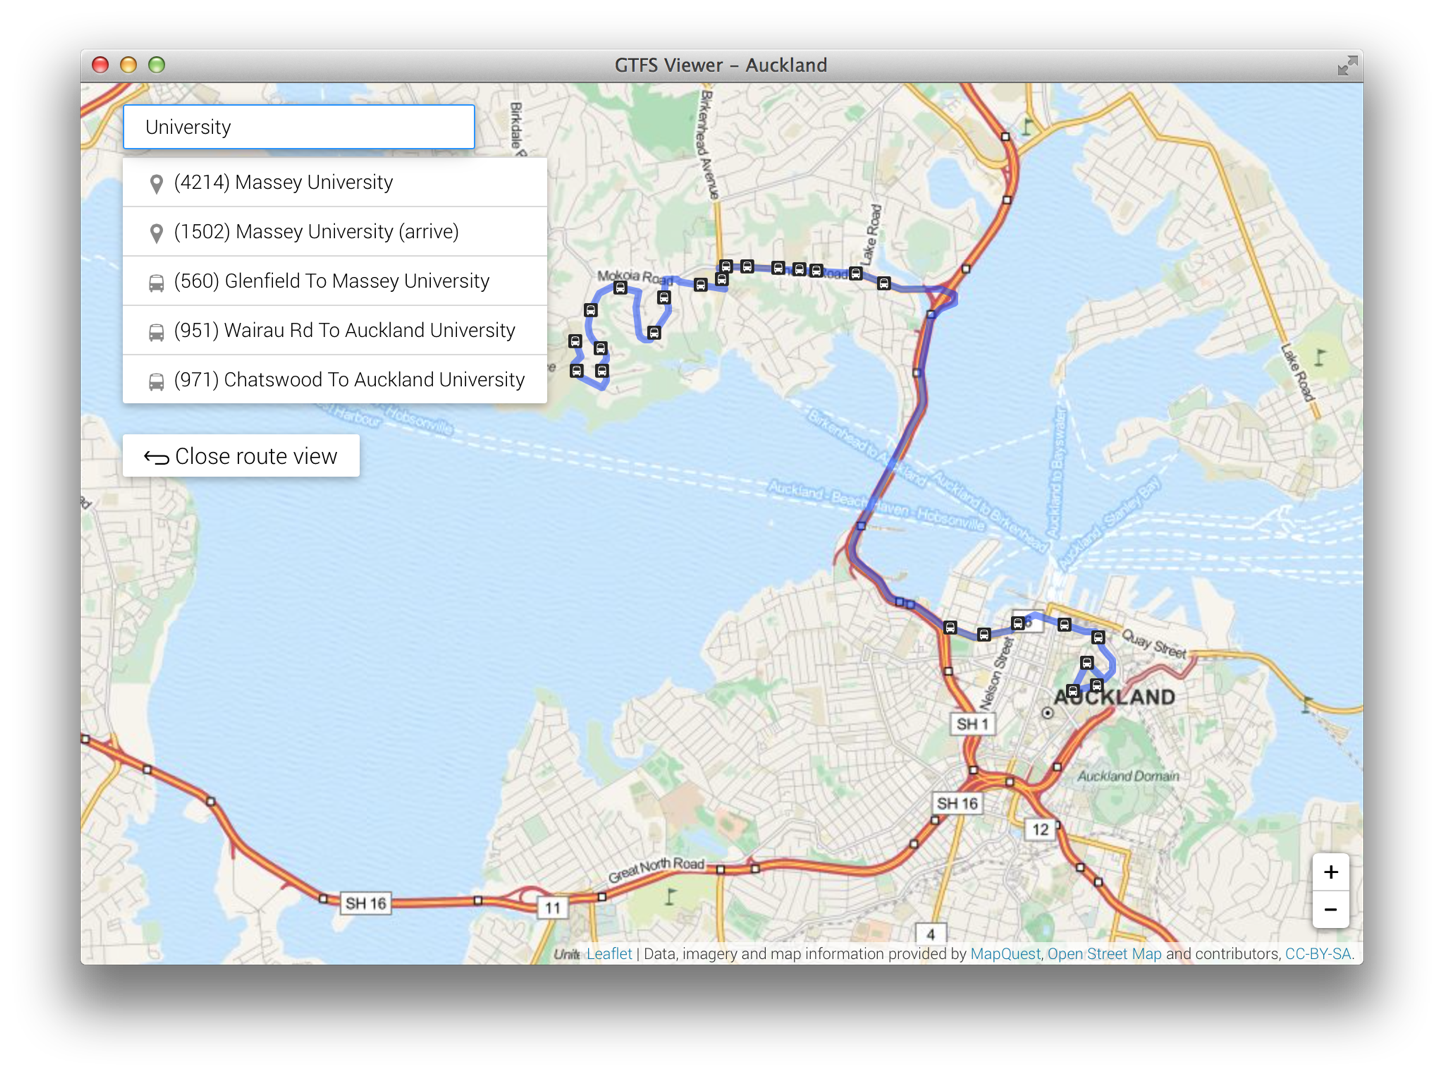 GTFS Viewer – Auckland
University
(4214) Massey University
(1502) Massey University (arrive)
(560) Glenfield To Massey University
(951) Wairau Rd To Auckland University
(971) Chatswood To Auckland University
Close route view
Birkdale R
Birkenhead Avenue
Lake Road
Mokoia Road
Road
Lake Road
- Hobsonville
Harbour
Birkenhead to Auckland
Auckland - Beach Haven - Hobsonville
Auckland to Birkenhead
Auckland to Bayswater
Auckland - Stanley Bay
Quay Street
Nelson Street
AUCKLAND
SH 1
Auckland Domain
SH 16
12
Great North Road
SH 16
11
4
+
−
Unite
Leaflet | Data, imagery and map information provided by MapQuest, Open Street Map and contributors, CC-BY-SA.